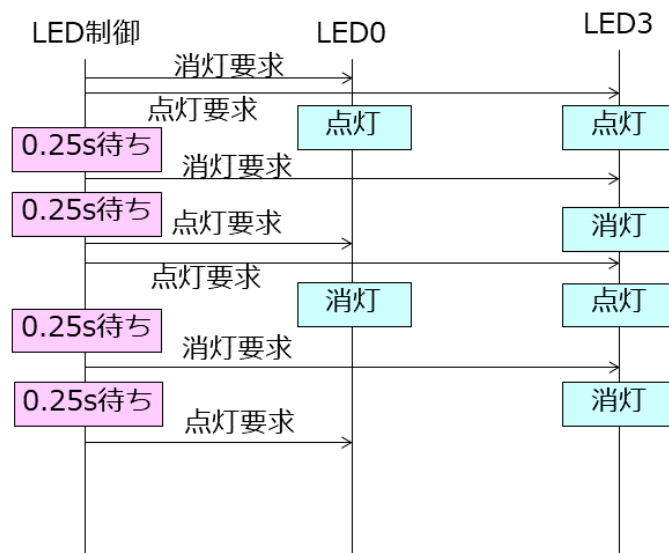 LED制御
LED0
LED3
消灯要求
点灯要求
点灯
点灯
0.25s待ち
消灯要求
0.25s待ち
点灯要求
消灯
点灯要求
消灯
点灯
0.25s待ち
消灯要求
0.25s待ち
消灯
点灯要求